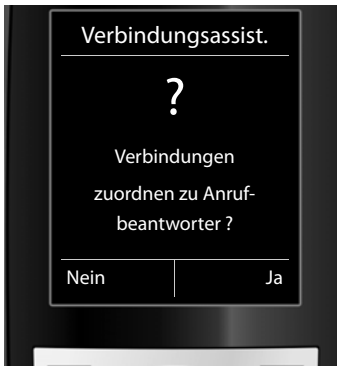 Verbindungsassist.
?
Verbindungen
zuordnen zu Anruf-
beantworter ?
Nein Ja